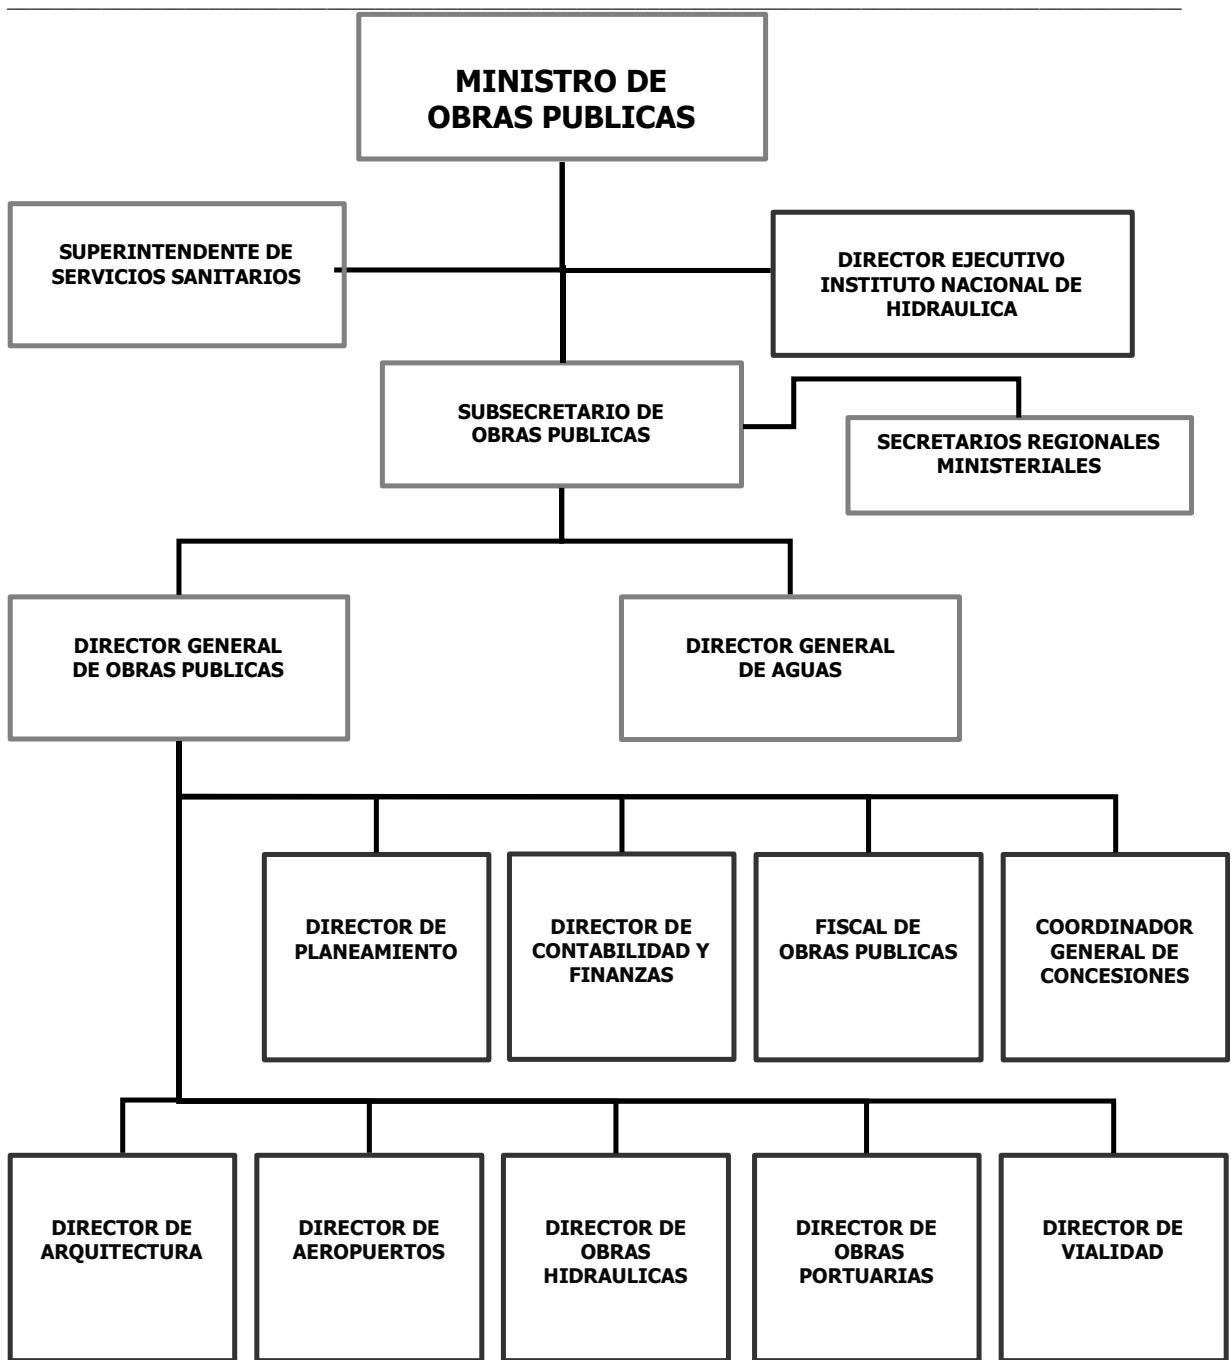 MINISTRO DE
OBRAS PUBLICAS
SUPERINTENDENTE DE
SERVICIOS SANITARIOS
DIRECTOR EJECUTIVO
INSTITUTO NACIONAL DE
HIDRAULICA
SUBSECRETARIO DE
OBRAS PUBLICAS
SECRETARIOS REGIONALES
MINISTERIALES
DIRECTOR GENERAL
DE OBRAS PUBLICAS
DIRECTOR GENERAL
DE AGUAS
DIRECTOR DE
PLANEAMIENTO
DIRECTOR DE
CONTABILIDAD Y
FINANZAS
FISCAL DE
OBRAS PUBLICAS
COORDINADOR
GENERAL DE
CONCESIONES
DIRECTOR DE
ARQUITECTURA
DIRECTOR DE
AEROPUERTOS
DIRECTOR DE
OBRAS
HIDRAULICAS
DIRECTOR DE
OBRAS
PORTUARIAS
DIRECTOR DE
VIALIDAD